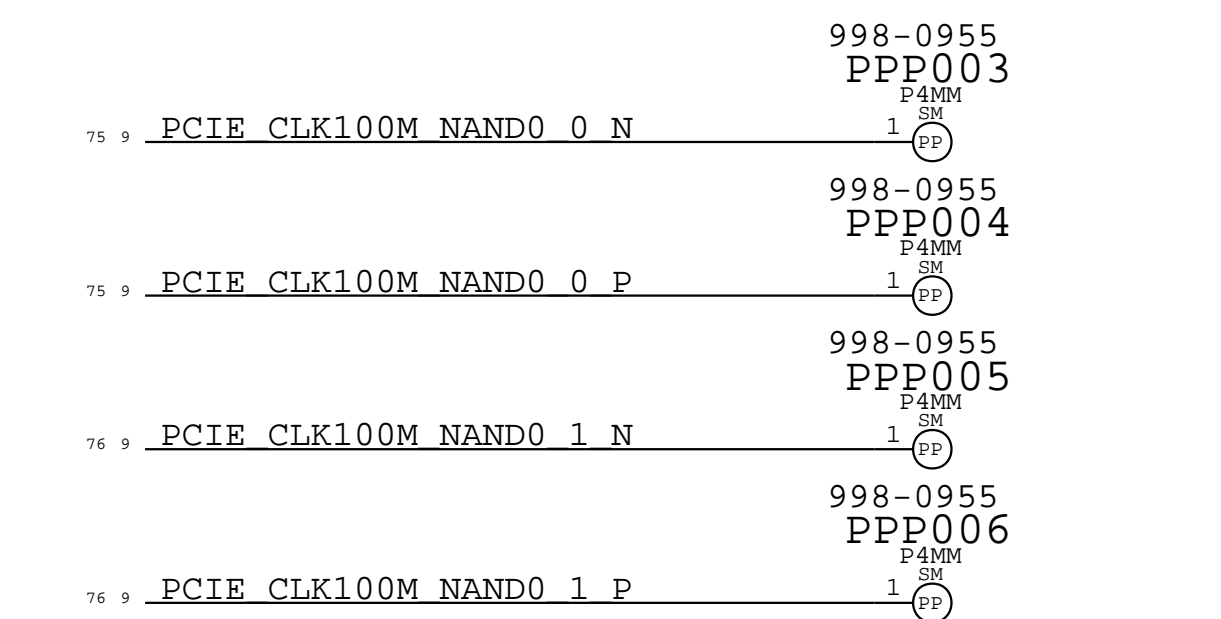 998-0955
PPP003
P4MM
SM
75 9 PCIE_CLK100M_NAND0_0_N 1 PP
998-0955
PPP004
P4MM
SM
75 9 PCIE_CLK100M_NAND0_0_P 1 PP
998-0955
PPP005
P4MM
SM
76 9 PCIE_CLK100M_NAND0_1_N 1 PP
998-0955
PPP006
P4MM
SM
76 9 PCIE_CLK100M_NAND0_1_P 1 PP